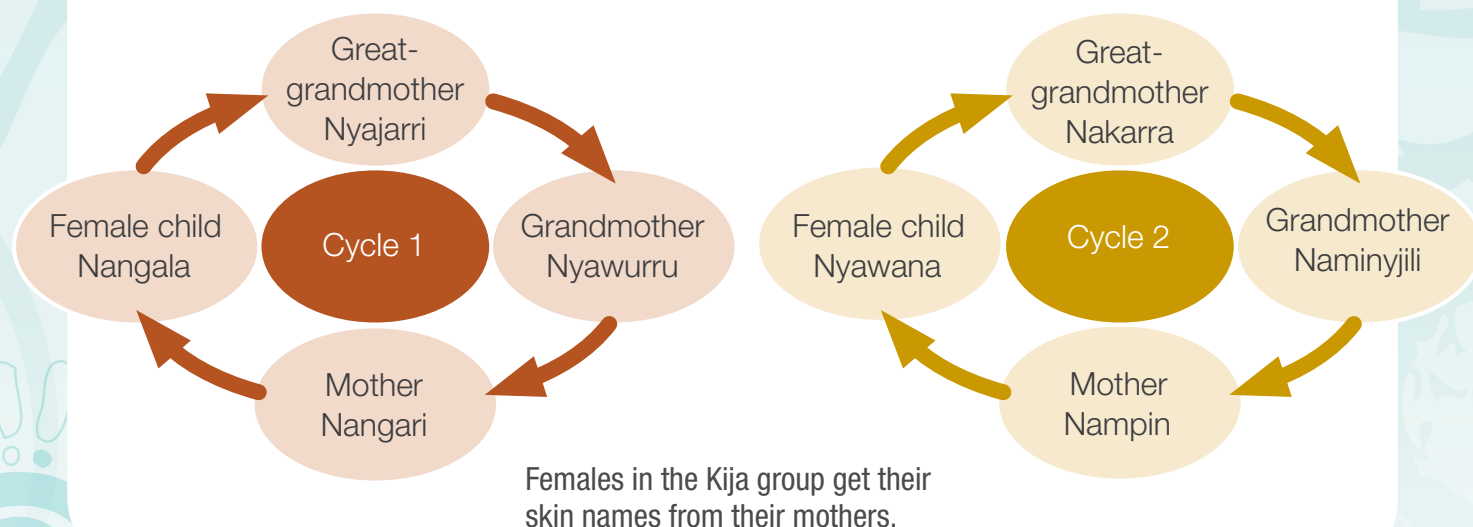 Great-
grandmother
Nyajarri
Female child
Nangala
Cycle 1
Grandmother
Nyawurru
Mother
Nangari
Great-
grandmother
Nakarra
Female child
Nyawana
Cycle 2
Grandmother
Naminyjili
Mother
Nampin
Females in the Kija group get their
skin names from their mothers.